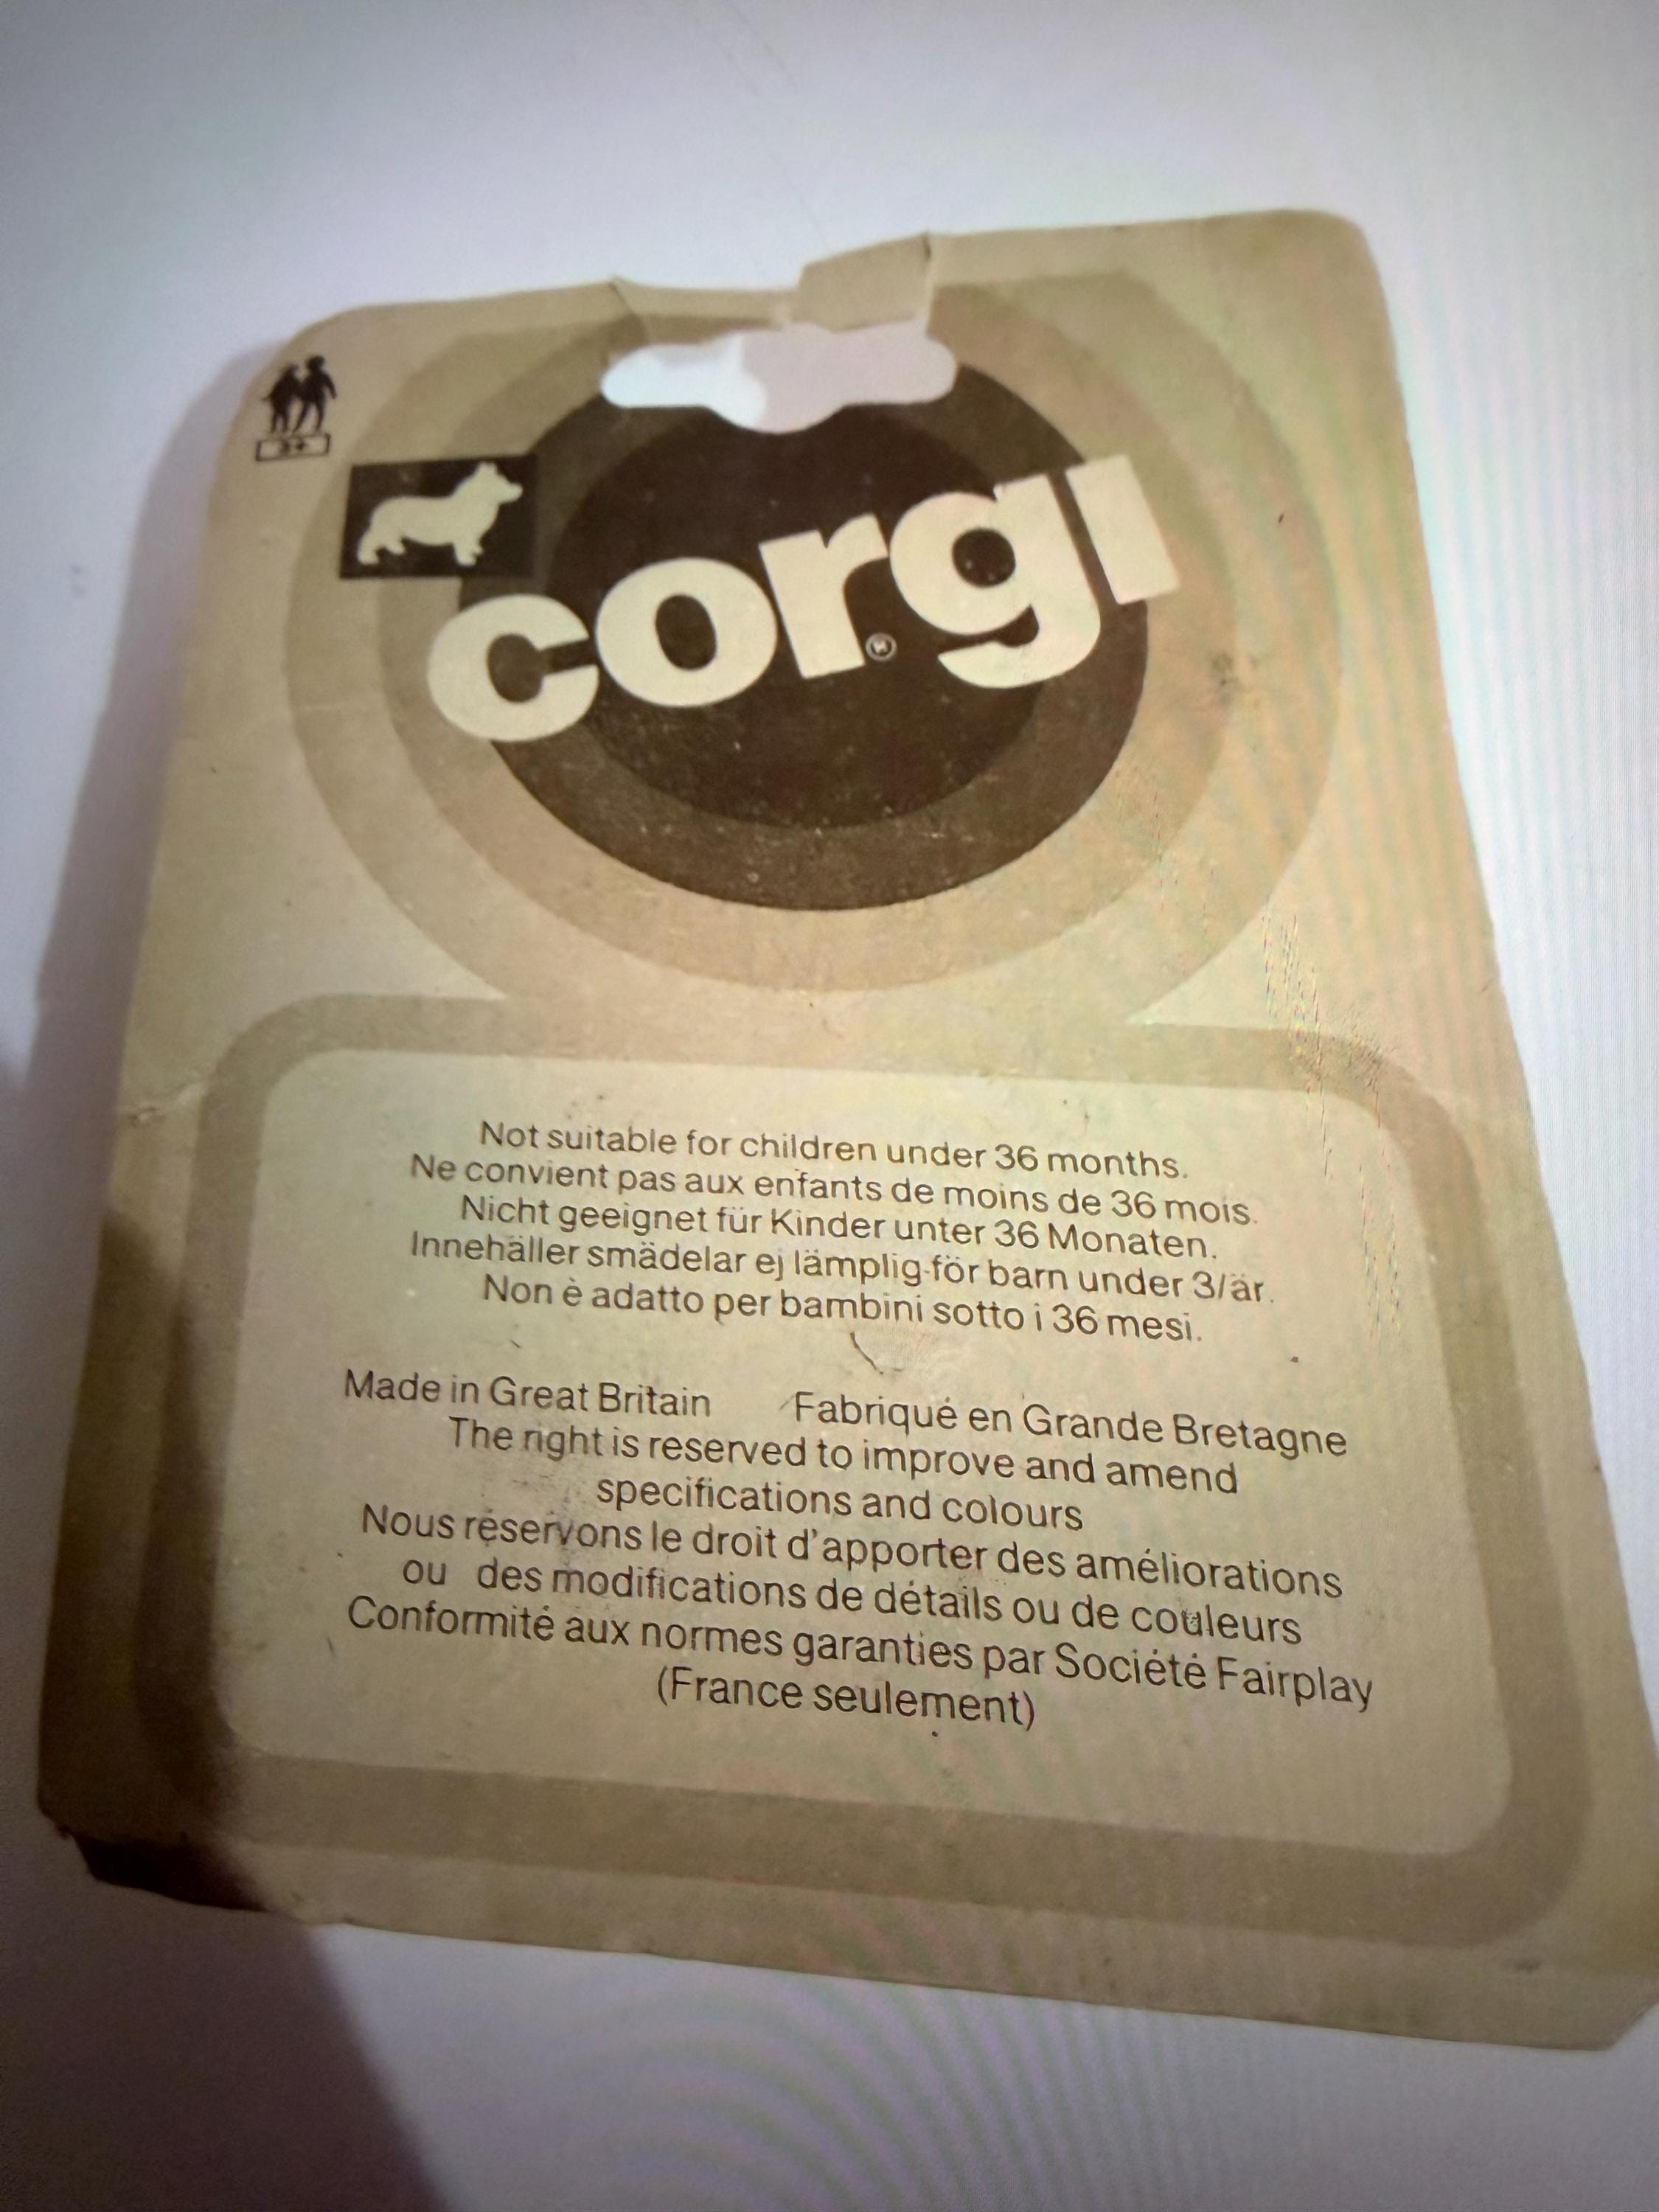 3+
corgi
®
Not suitable for children under 36 months.
Ne convient pas aux enfants de moins de 36 mois.
Nicht geeignet für Kinder unter 36 Monaten.
Innehäller smädelar ej lämplig för barn under 3/är.
Non è adatto per bambini sotto i 36 mesi.
Made in Great Britain Fabriqué en Grande Bretagne
The right is reserved to improve and amend
specifications and colours
Nous réservons le droit d'apporter des améliorations
ou des modifications de détails ou de couleurs
Conformité aux normes garanties par Société Fairplay
(France seulement)